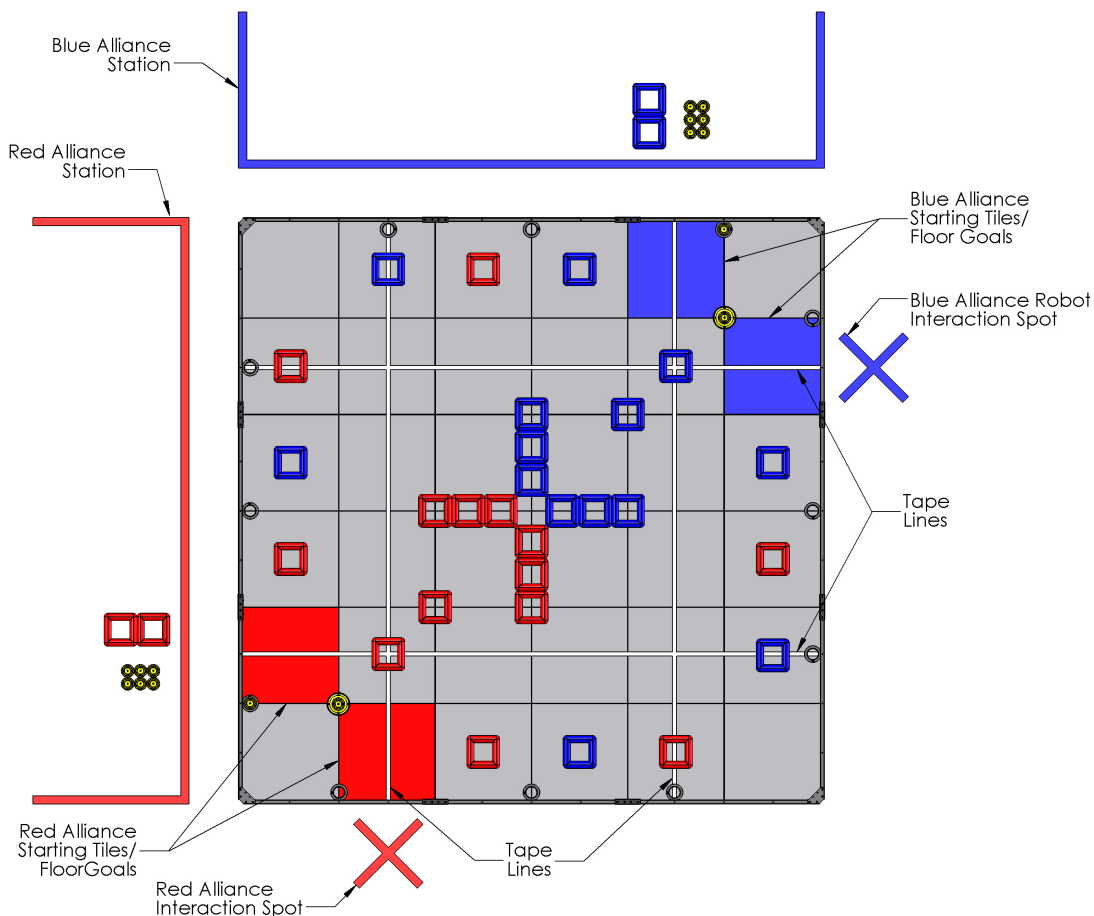 Blue Alliance
Station
Red Alliance
Station
Blue Alliance
Starting Tiles/
Floor Goals
Blue Alliance Robot
Interaction Spot
Tape
Lines
Red Alliance
Starting Tiles/
FloorGoals
Tape
Lines
Red Alliance
Interaction Spot